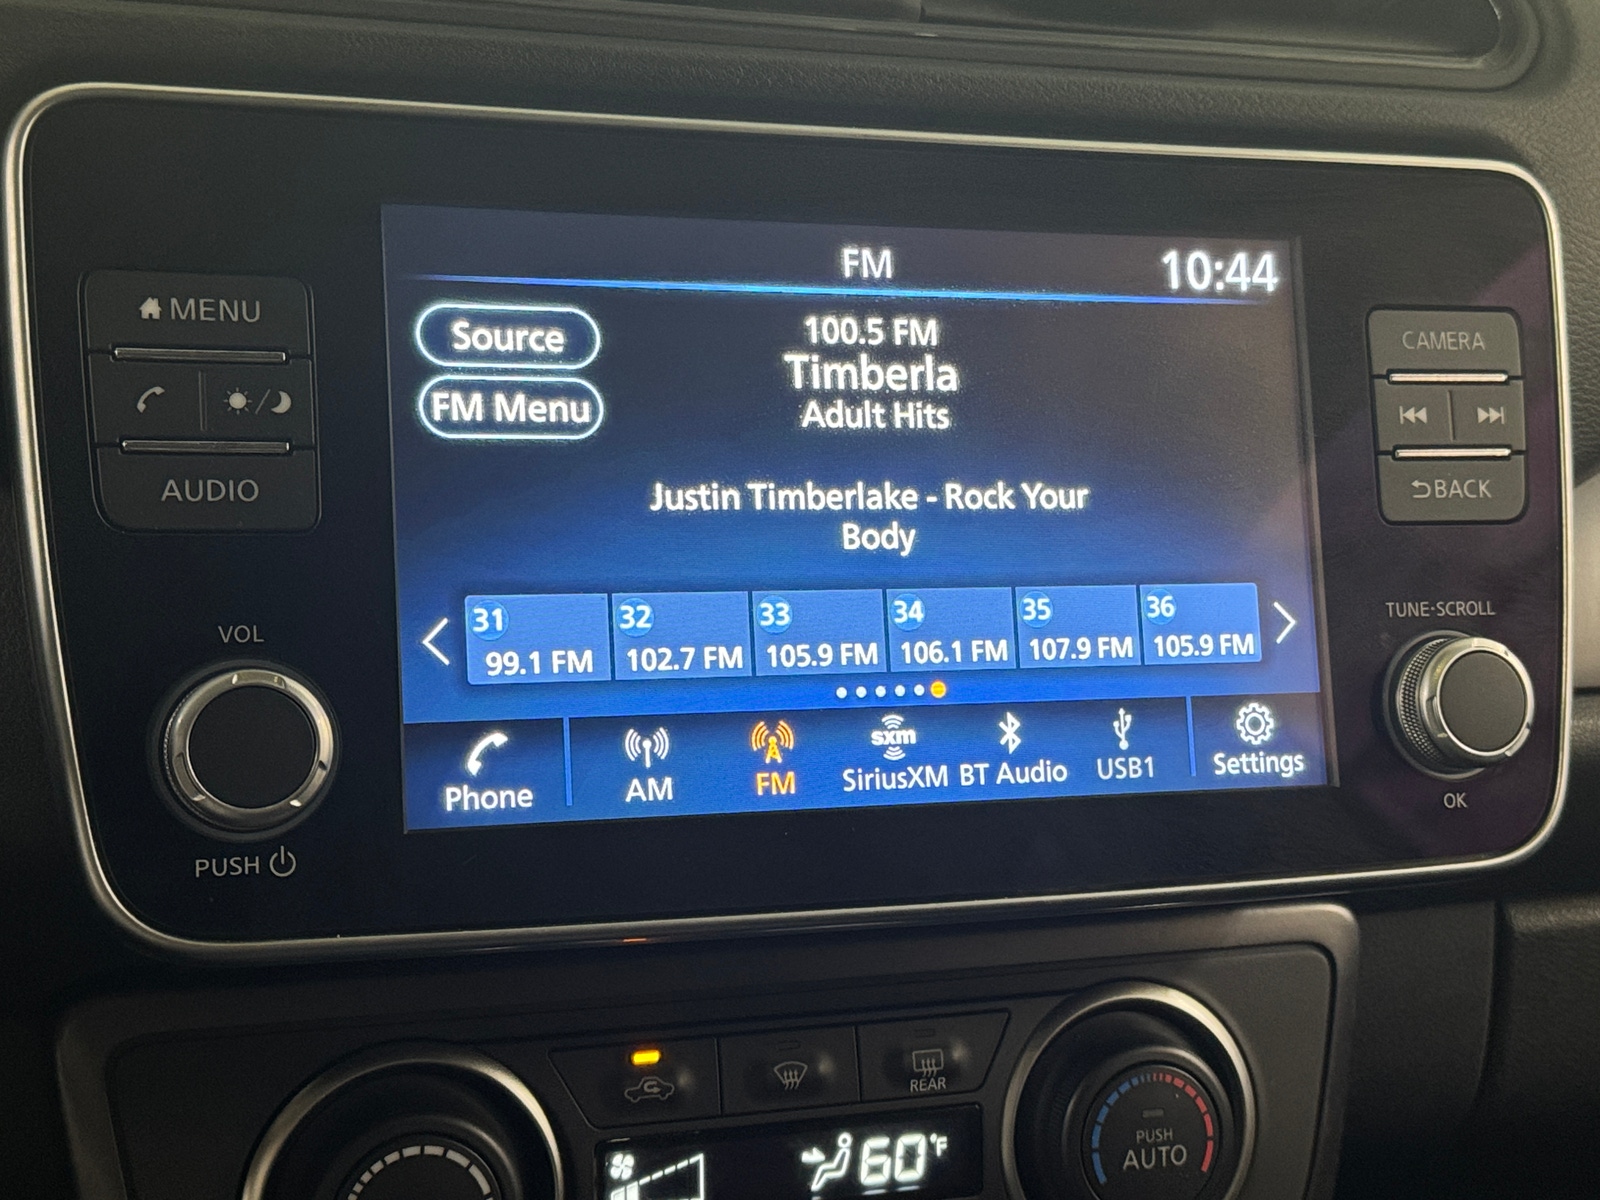 FM
10:44
MENU
AUDIO
VOL
PUSH
Source
FM Menu
100.5 FM
Timberla
Adult Hits
Justin Timberlake - Rock Your
Body
31
99.1 FM
32
102.7 FM
33
105.9 FM
34
106.1 FM
35
107.9 FM
36
105.9 FM
Phone
AM
FM
sxm
SiriusXM
BT Audio
USB1
Settings
CAMERA
BACK
TUNE·SCROLL
OK
REAR
60°F
PUSH
AUTO